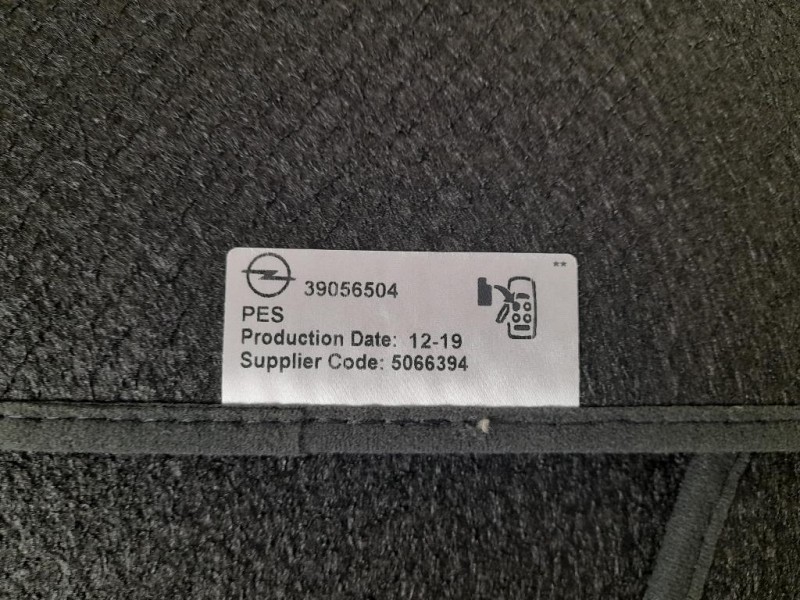 **
39056504
PES
Production Date: 12-19
Supplier Code: 5066394